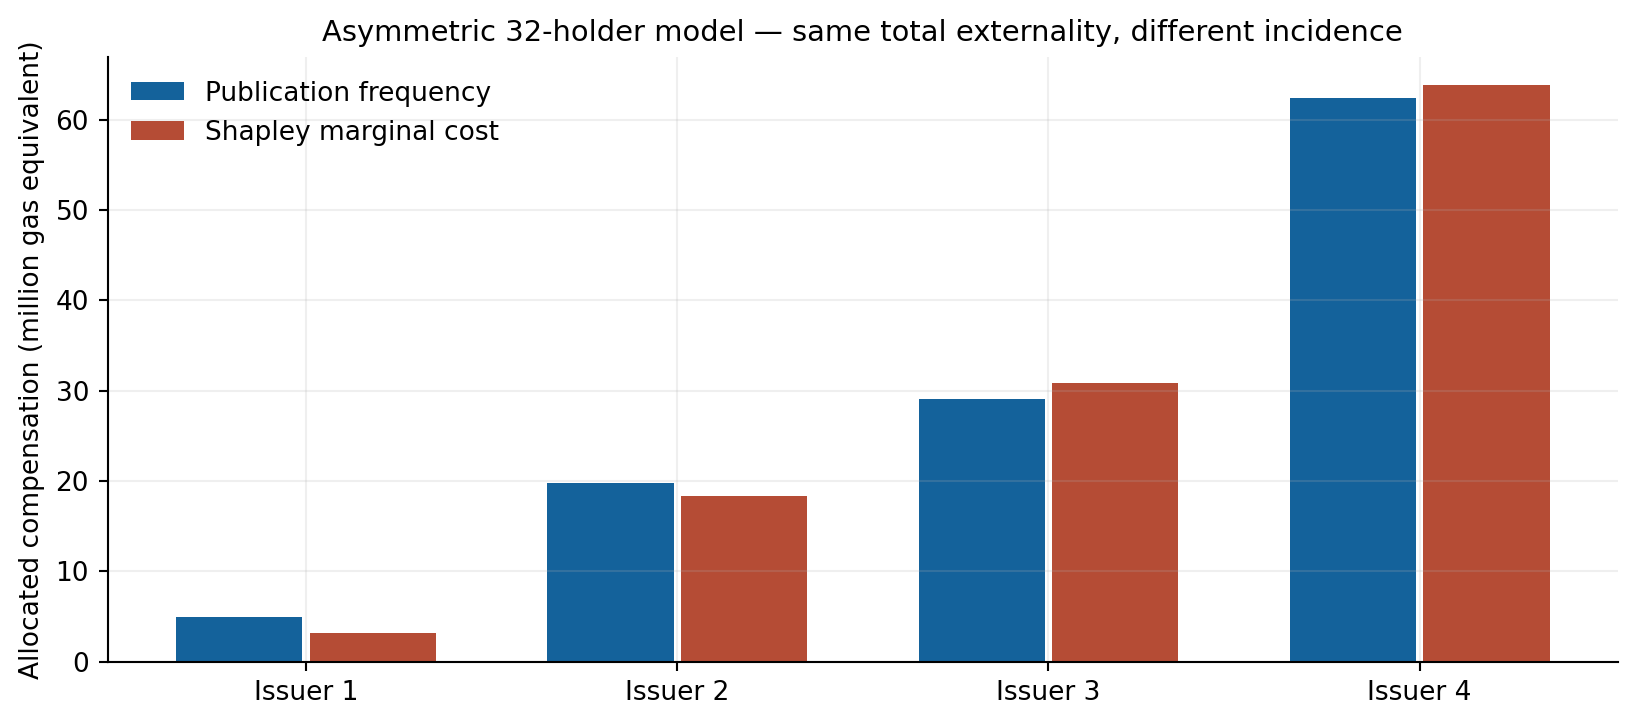 Asymmetric 32-holder model — same total externality, different incidence
Publication frequency
Shapley marginal cost
Allocated compensation (million gas equivalent)
60
50
40
30
20
10
0
Issuer 1
Issuer 2
Issuer 3
Issuer 4